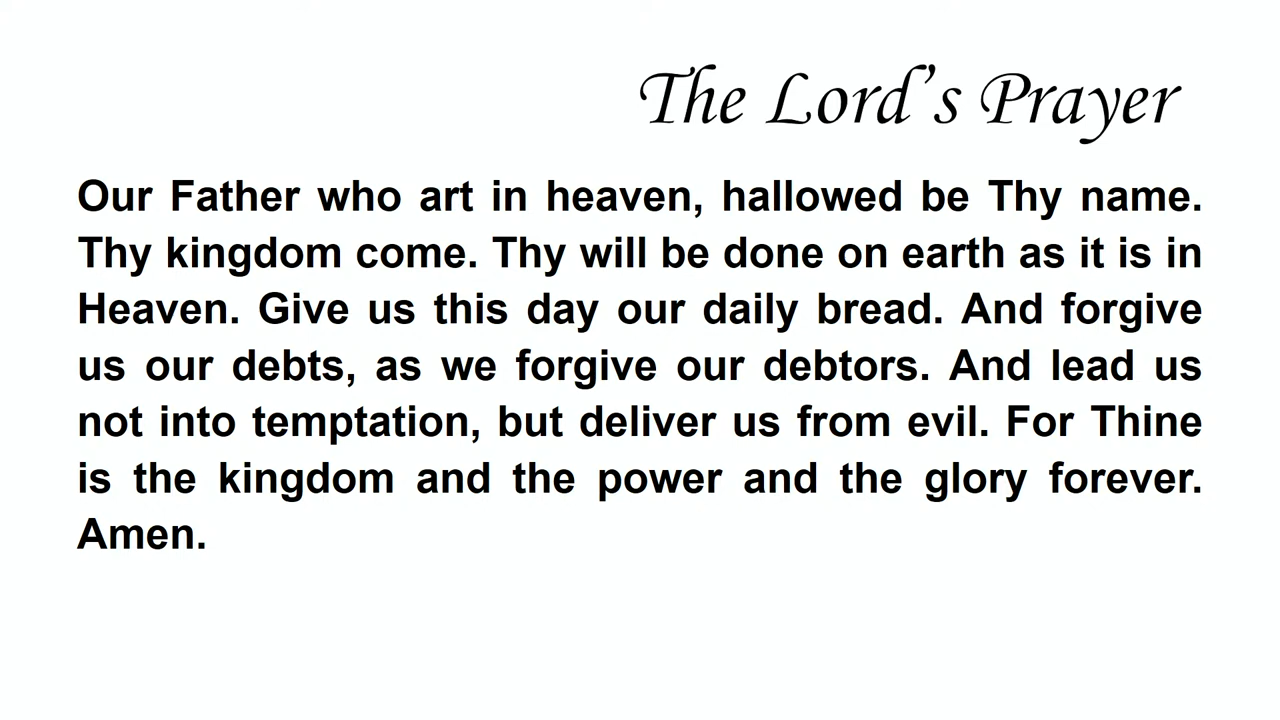 The Lord’s Prayer
Our Father who art in heaven, hallowed be Thy name.
Thy kingdom come. Thy will be done on earth as it is in
Heaven. Give us this day our daily bread. And forgive
us our debts, as we forgive our debtors. And lead us
not into temptation, but deliver us from evil. For Thine
is the kingdom and the power and the glory forever.
Amen.